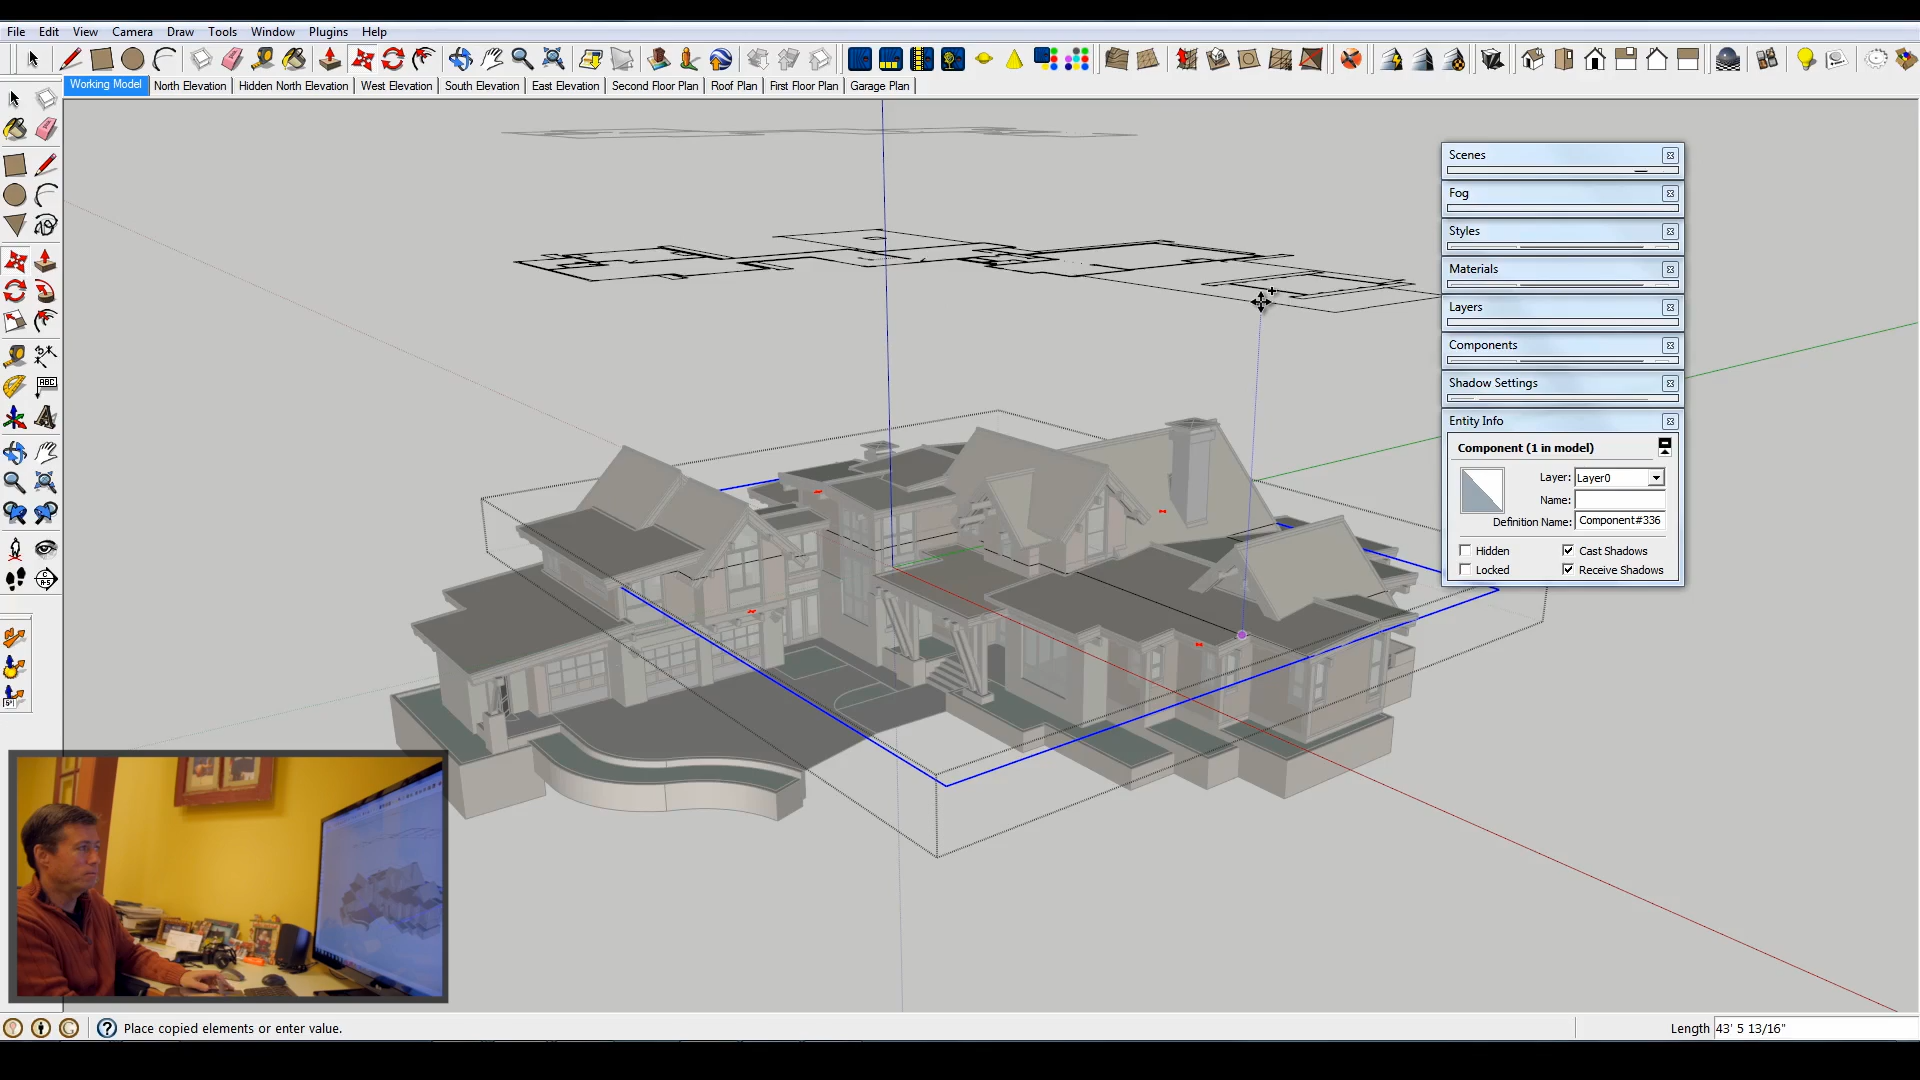 File Edit View Camera Draw Tools Window Plugins Help
Working Model North Elevation Hidden North Elevation West Elevation South Elevation East Elevation Second Floor Plan Roof Plan First Floor Plan Garage Plan
Scenes
Fog
Styles
Materials
Layers
Components
Shadow Settings
Entity Info
Component (1 in model)
Layer: Layer0
Name:
Definition Name: Component#336
Hidden Cast Shadows
Locked Receive Shadows
ABC
Place copied elements or enter value.
Length 43' 5 13/16"